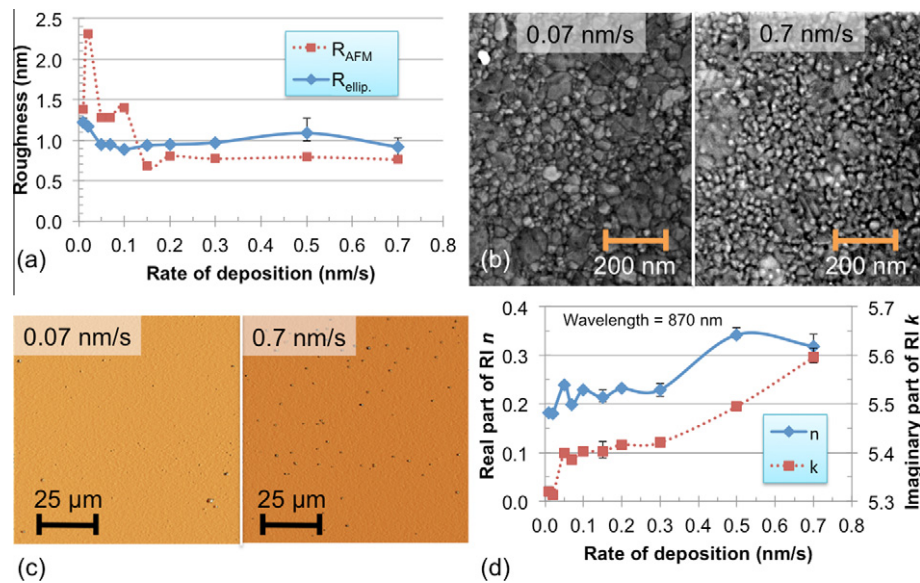 2.5
2.0
1.5
1.0
0.5
0.0
Roughness (nm)
R_AFM
R_ellip.
0.0 0.1 0.2 0.3 0.4 0.5 0.6 0.7 0.8
Rate of deposition (nm/s)
(a)
0.07 nm/s
0.7 nm/s
200 nm
200 nm
(b)
0.07 nm/s
0.7 nm/s
25 µm
25 µm
(c)
0.4
0.3
0.2
0.1
0.0
Real part of RI n
Wavelength = 870 nm
n
k
5.7
5.6
5.5
5.4
5.3
Imaginary part of RI k
0.0 0.1 0.2 0.3 0.4 0.5 0.6 0.7 0.8
Rate of deposition (nm/s)
(d)